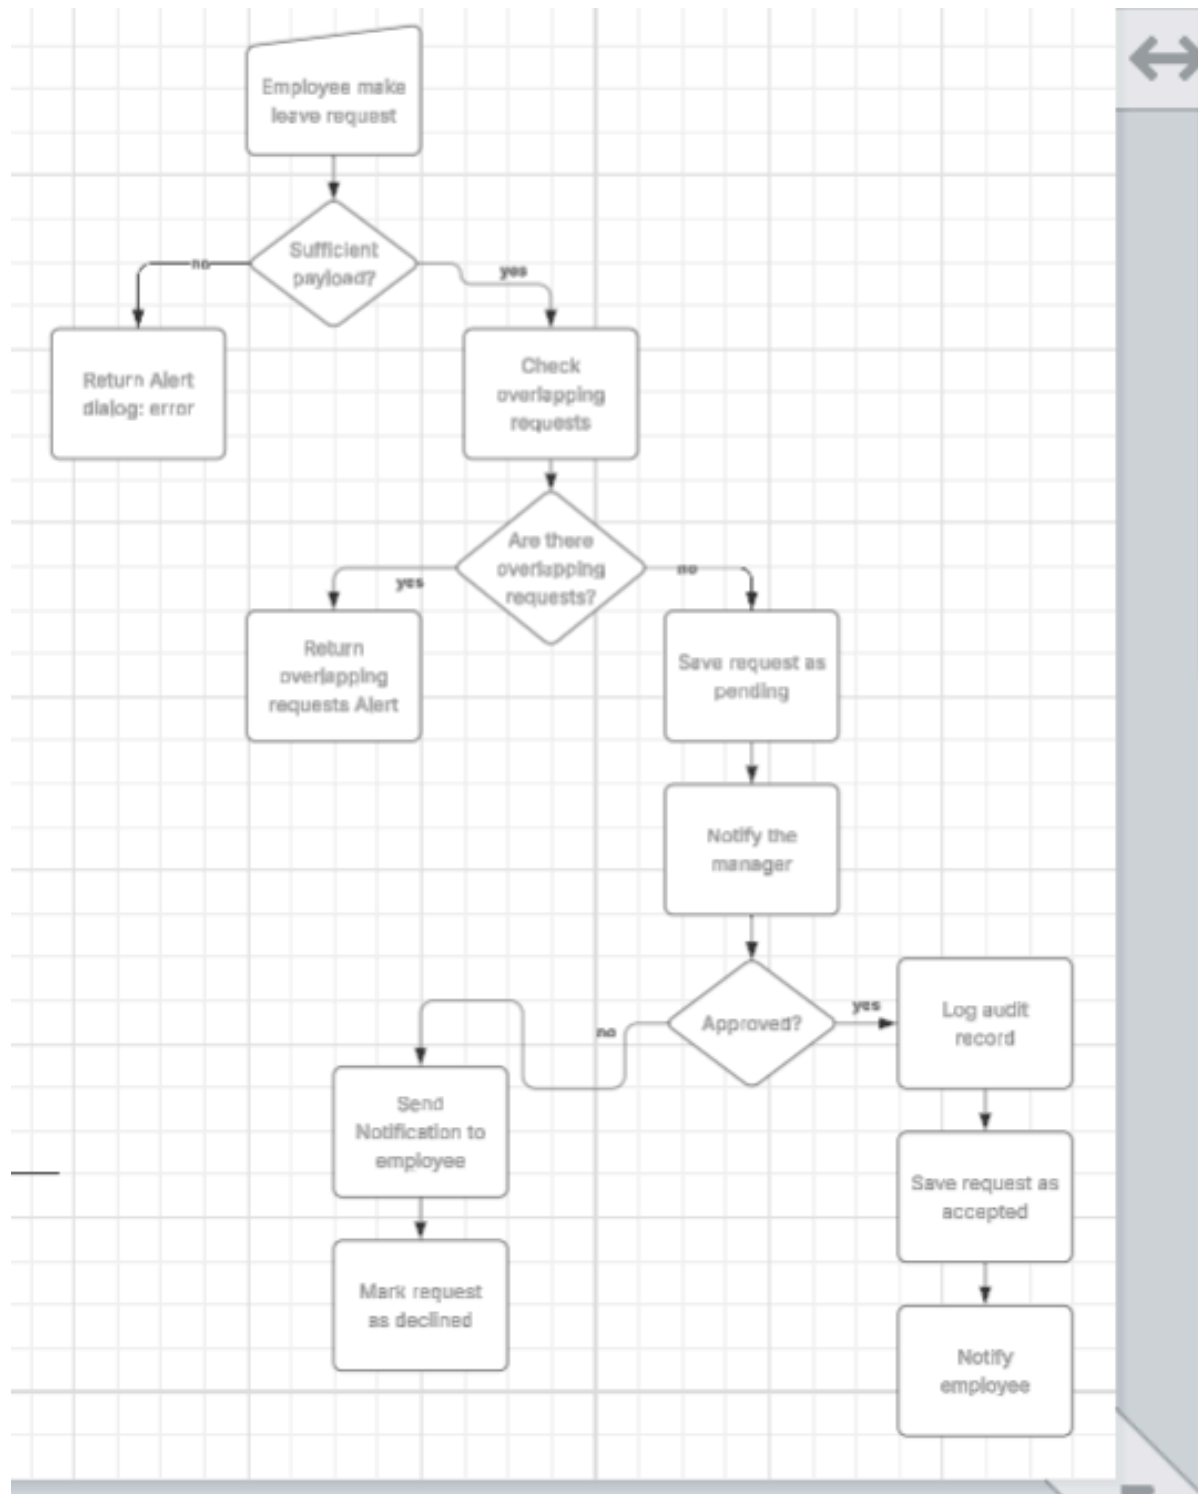 Employee make
leave request
Sufficient
payload?
no
yes
Return Alert
dialog: error
Check
overlapping
requests
Are there
overlapping
requests?
yes
no
Return
overlapping
requests Alert
Save request as
pending
Notify the
manager
Approved?
yes
no
Log audit
record
Send
Notification to
employee
Save request as
accepted
Mark request
as declined
Notify
employee